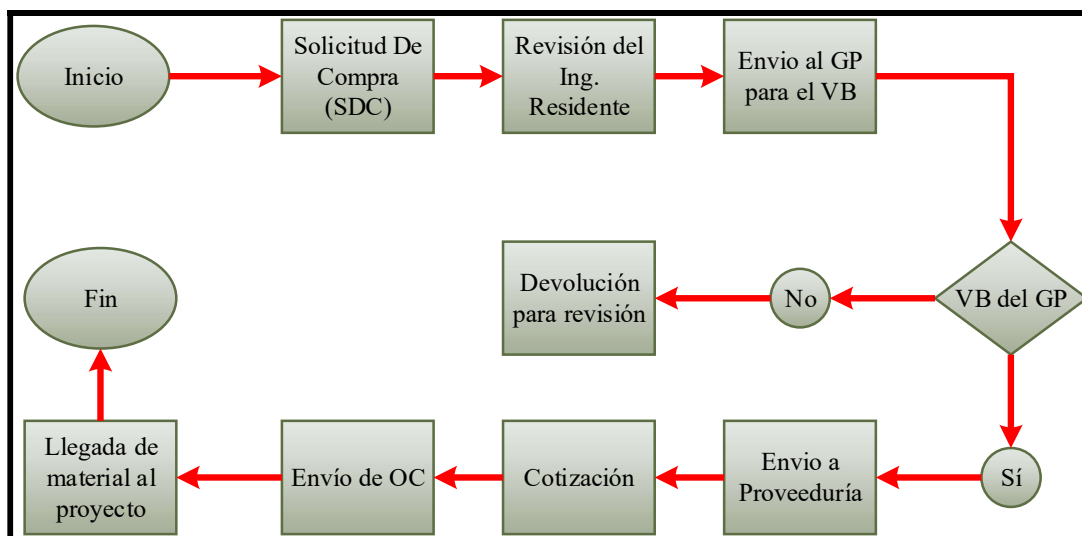 Inicio
Solicitud De
Compra
(SDC)
Revisión del
Ing.
Residente
Envio al GP
para el VB
VB del GP
No
Devolución
para revisión
Sí
Envio a
Proveeduría
Cotización
Envío de OC
Llegada de
material al
proyecto
Fin